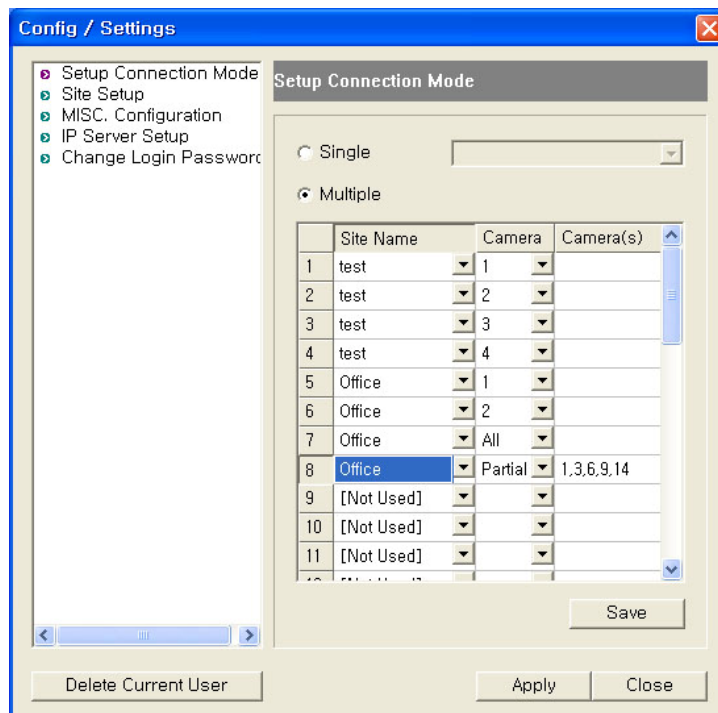 Config / Settings
Setup Connection Mode
Site Setup
MISC. Configuration
IP Server Setup
Change Login Password
Setup Connection Mode
Single
Multiple
Site Name Camera Camera(s)
1 test 1
2 test 2
3 test 3
4 test 4
5 Office 1
6 Office 2
7 Office All
8 Office Partial 1,3,6,9,14
9 [Not Used]
10 [Not Used]
11 [Not Used]
Save
Delete Current User Apply Close